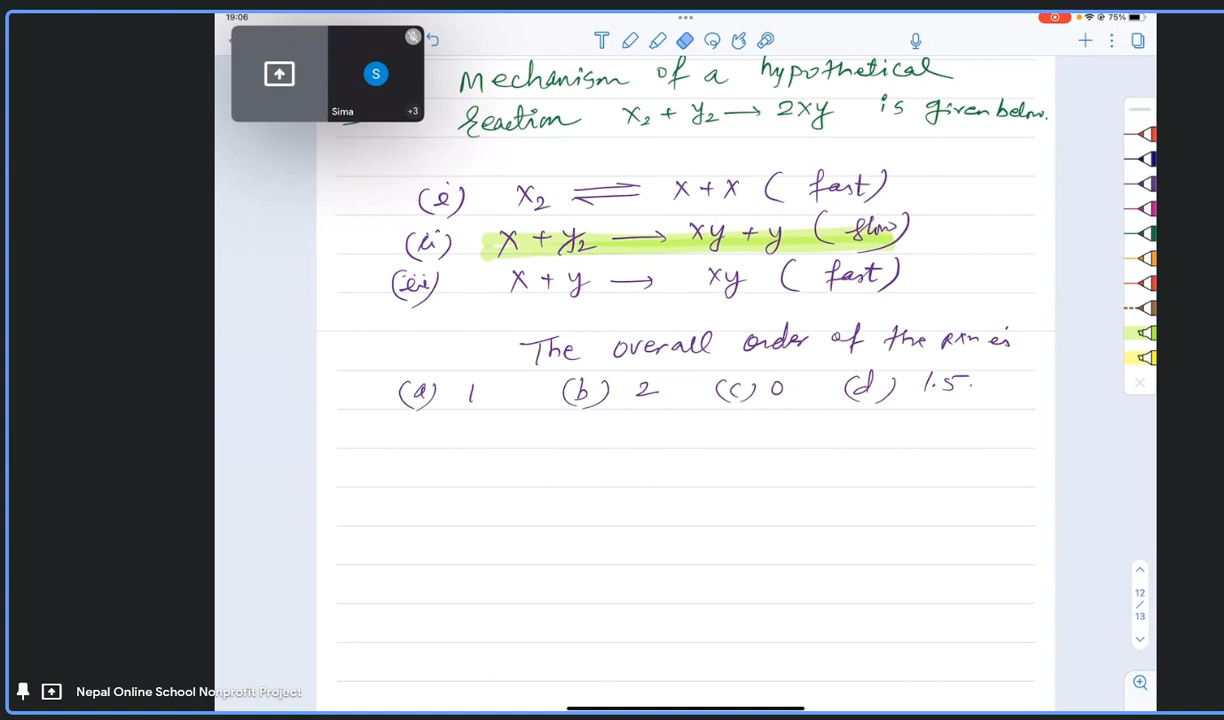 19:06
75%
Mechanism of a hypothetical
reaction x₂ + y₂ → 2xy is given below.
Sima +3
(i) x₂ ⇌ x + x (fast)
(ii) x + y₂ → xy + y (slow)
(iii) x + y → xy (fast)
The overall order of the rxn is
(a) 1 (b) 2 (c) 0 (d) 1.5.
12
/
13
Nepal Online School Nonprofit Project
T
S